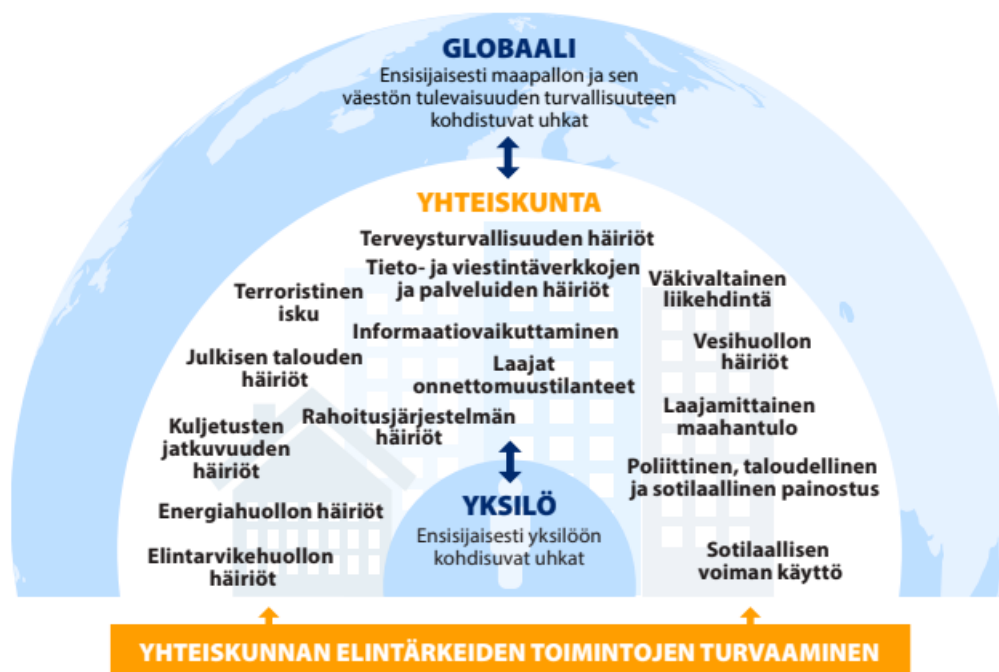 GLOBAALI
Ensisijaisesti maapallon ja sen
väestön tulevaisuuden turvallisuuteen
kohdistuvat uhkat
YHTEISKUNTA
Terveysturvallisuuden häiriöt
Tieto- ja viestintäverkkojen
ja palveluiden häiriöt
Väkivaltainen
liikehdintä
Terroristinen
isku
Informaatiovaikuttaminen
Vesihuollon
häiriöt
Julkisen talouden
häiriöt
Laajat
onnettomuustilanteet
Laajamittainen
maahantulo
Rahoitusjärjestelmän
häiriöt
Kuljetusten
jatkuvuuden
häiriöt
Poliittinen, taloudellinen
ja sotilaallinen painostus
YKSILÖ
Ensisijaisesti yksilöön
kohdisuvat uhkat
Energiahuollon häiriöt
Elintarvikehuollon
häiriöt
Sotilaallisen
voiman käyttö
YHTEISKUNNAN ELINTÄRKEIDEN TOIMINTOJEN TURVAAMINEN